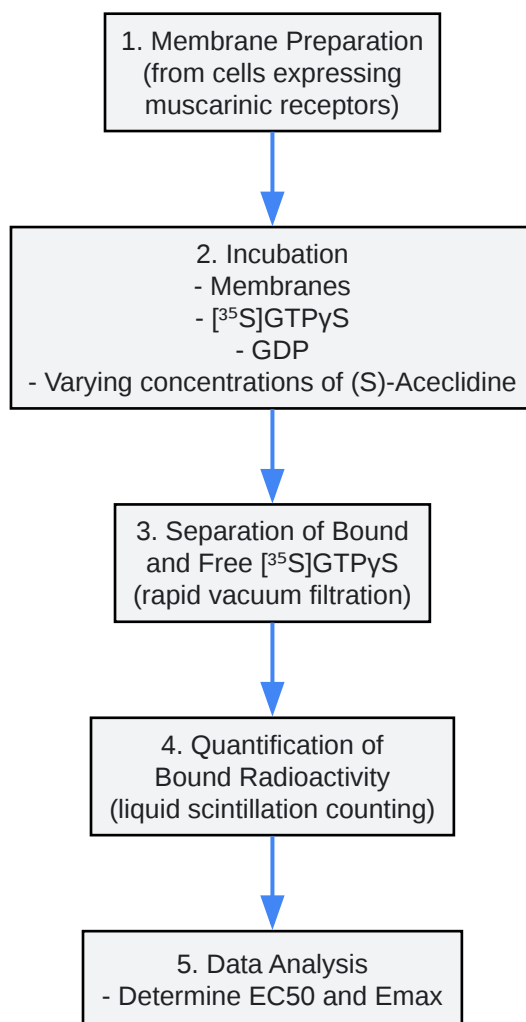 1. Membrane Preparation
(from cells expressing
muscarinic receptors)
2. Incubation
- Membranes
- [³⁵S]GTPγS
- GDP
- Varying concentrations of (S)-Aceclidine
3. Separation of Bound
and Free [³⁵S]GTPγS
(rapid vacuum filtration)
4. Quantification of
Bound Radioactivity
(liquid scintillation counting)
5. Data Analysis
- Determine EC50 and Emax